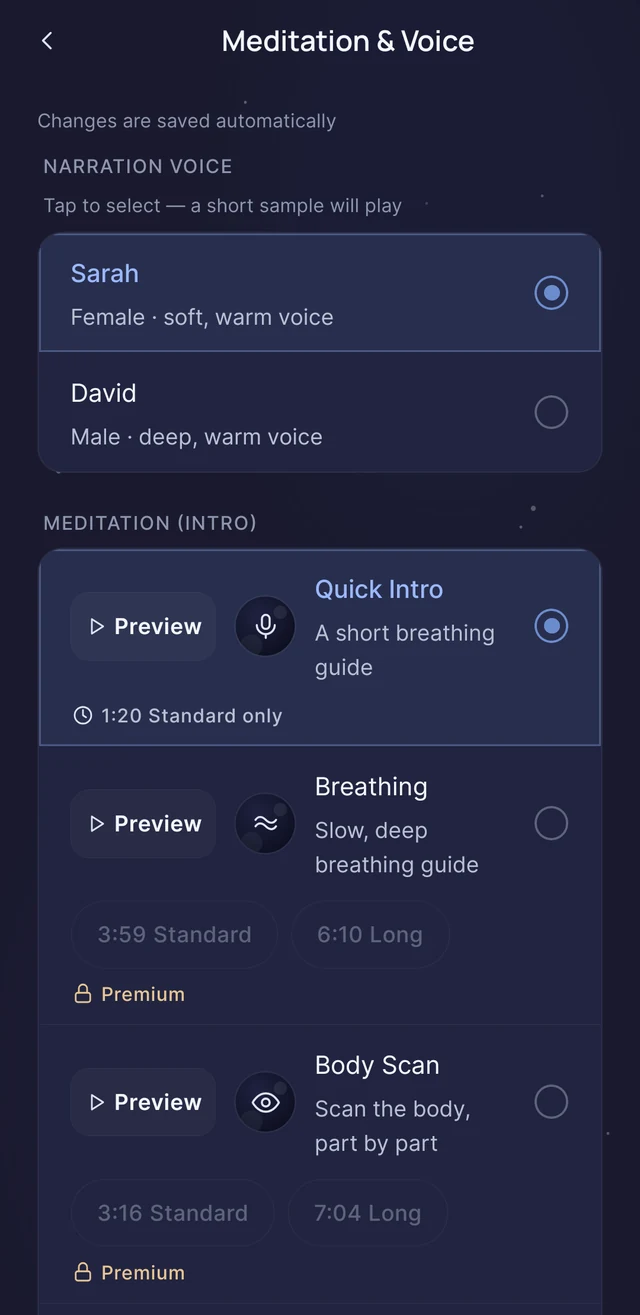 Meditation & Voice
Changes are saved automatically
NARRATION VOICE
Tap to select — a short sample will play
Sarah
Female · soft, warm voice
David
Male · deep, warm voice
MEDITATION (INTRO)
Preview
Quick Intro
A short breathing
guide
1:20 Standard only
Preview
Breathing
Slow, deep
breathing guide
3:59 Standard
6:10 Long
Premium
Preview
Body Scan
Scan the body,
part by part
3:16 Standard
7:04 Long
Premium